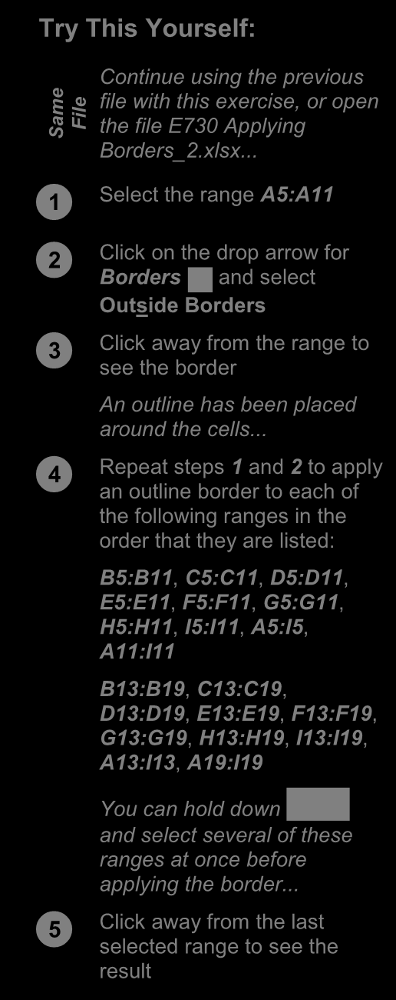 Try This Yourself:
Same
File
Continue using the previous
file with this exercise, or open
the file E730 Applying
Borders_2.xlsx...
1 Select the range A5:A11
2 Click on the drop arrow for
Borders and select
Outside Borders
3 Click away from the range to
see the border
An outline has been placed
around the cells...
4 Repeat steps 1 and 2 to apply
an outline border to each of
the following ranges in the
order that they are listed:
B5:B11, C5:C11, D5:D11,
E5:E11, F5:F11, G5:G11,
H5:H11, I5:I11, A5:I5,
A11:I11
B13:B19, C13:C19,
D13:D19, E13:E19, F13:F19,
G13:G19, H13:H19, I13:I19,
A13:I13, A19:I19
You can hold down
and select several of these
ranges at once before
applying the border...
5 Click away from the last
selected range to see the
result